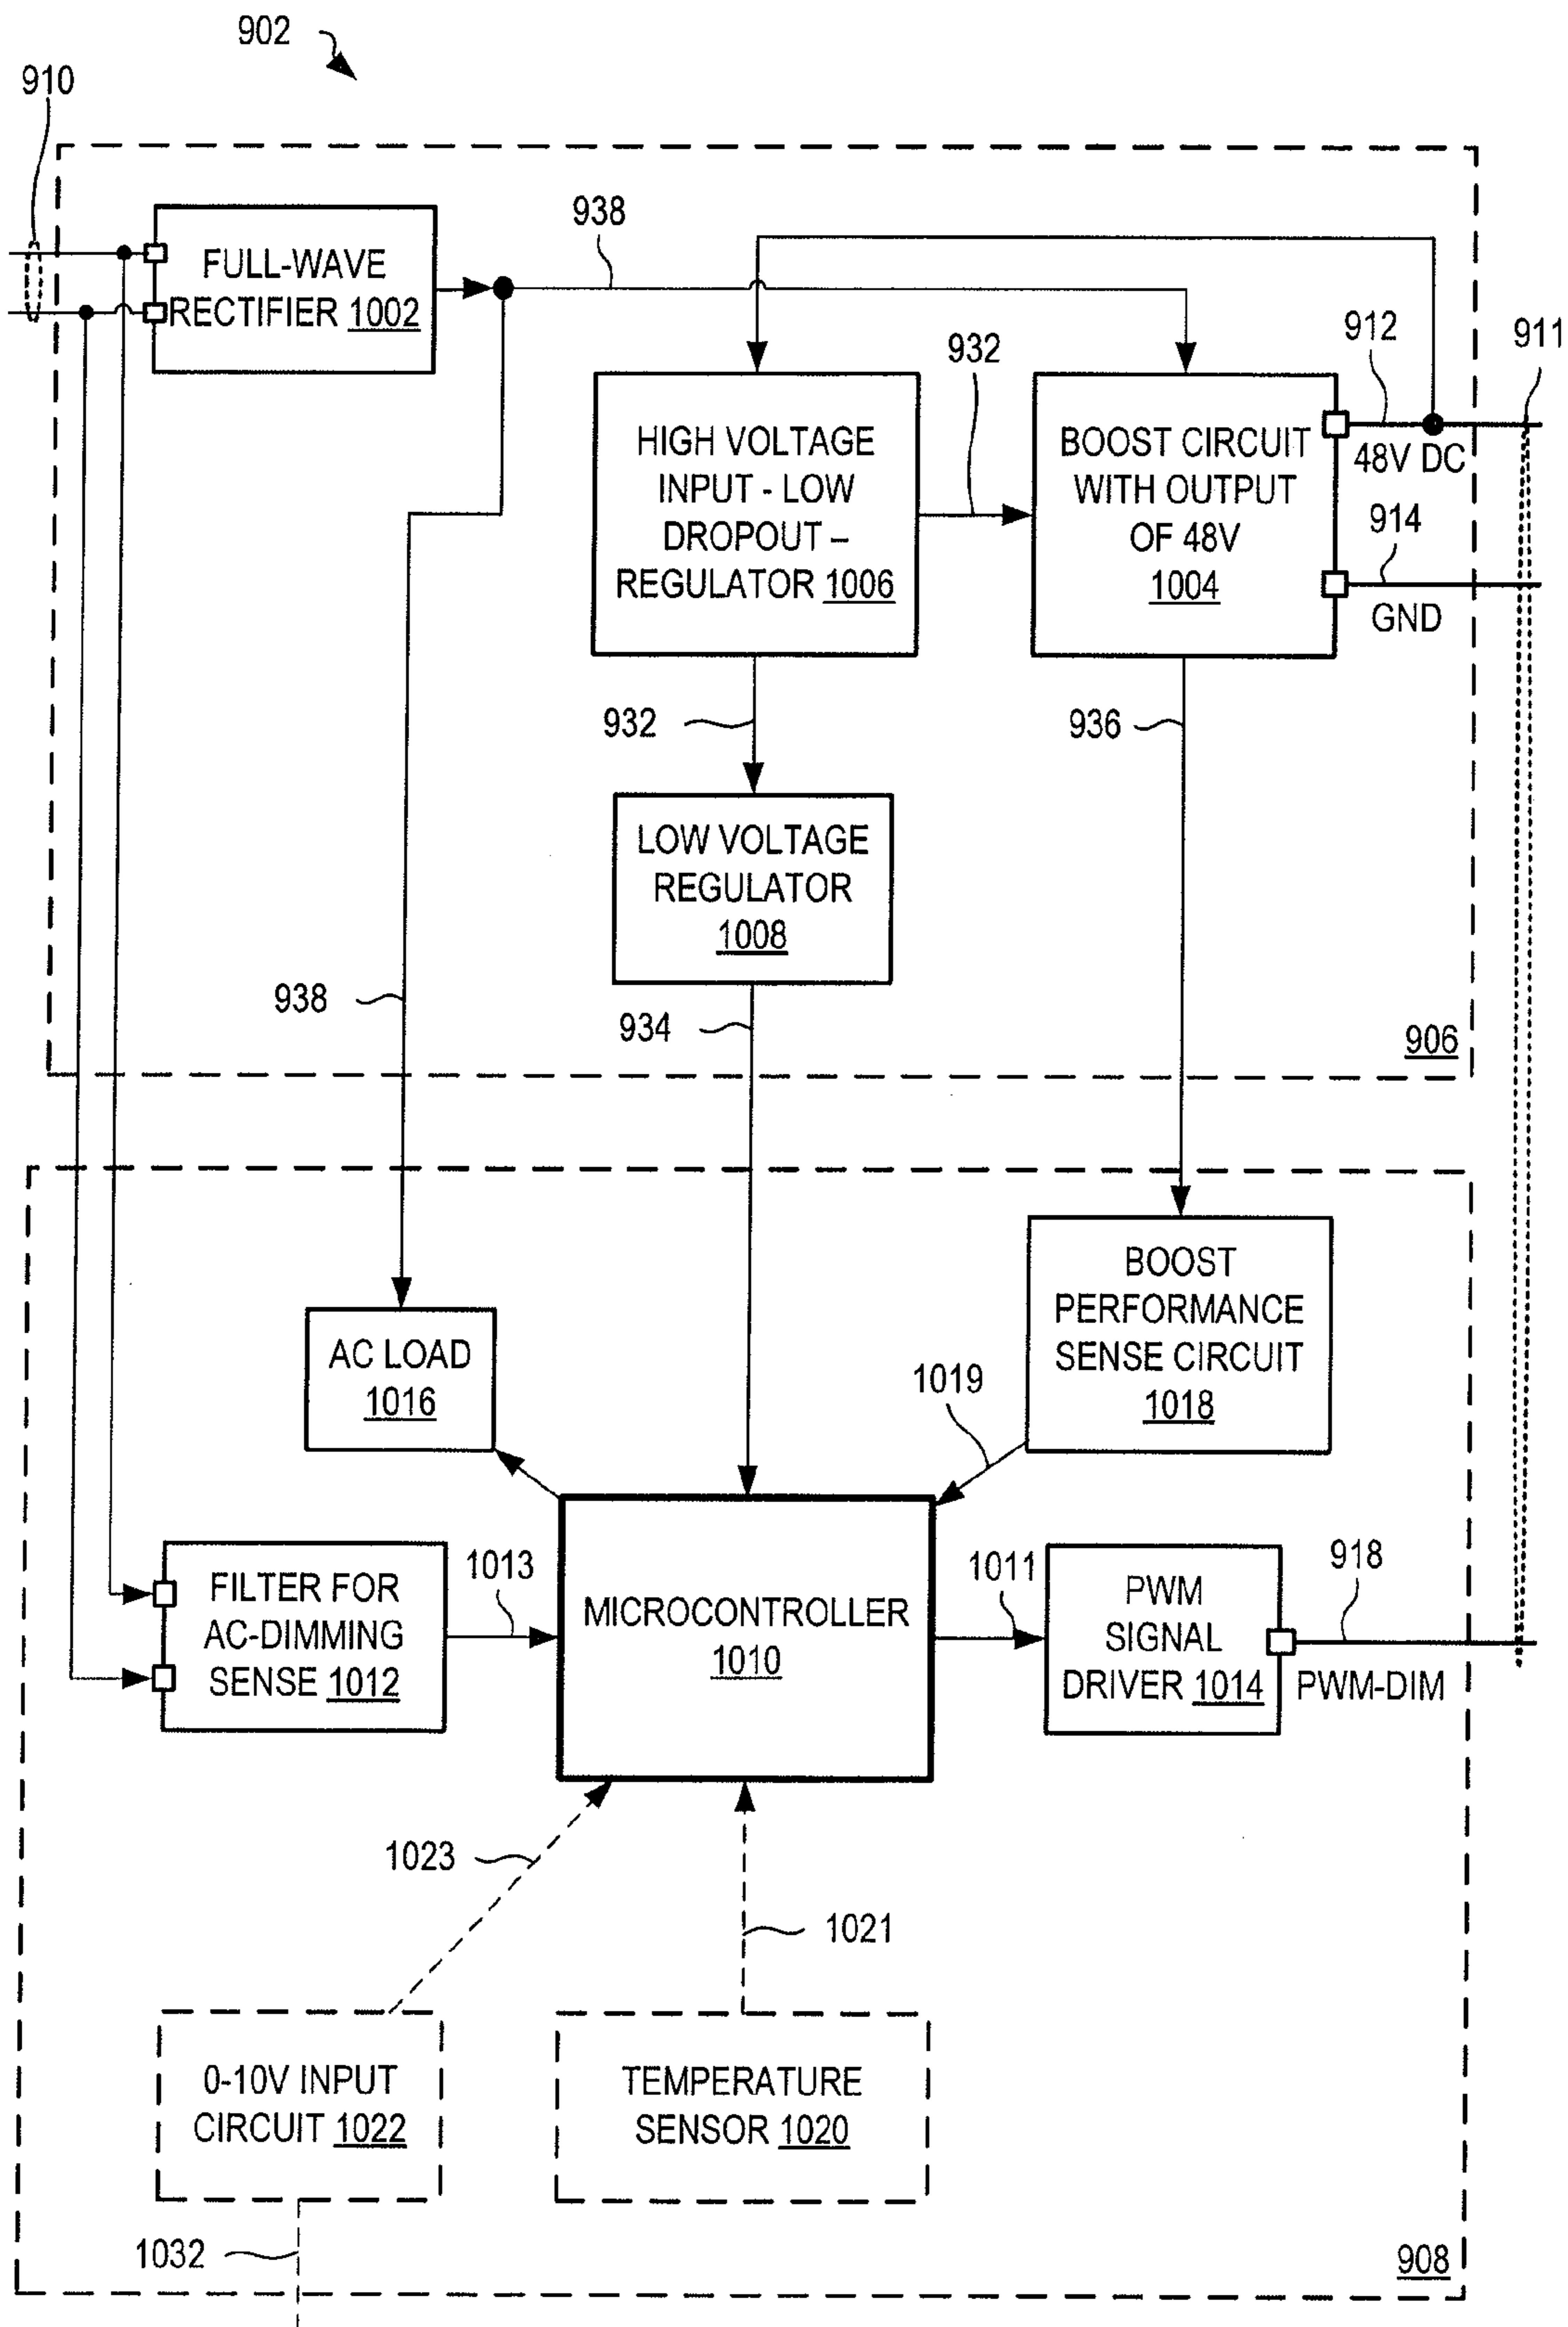 902
910
FULL-WAVE
RECTIFIER 1002
938
HIGH VOLTAGE
INPUT - LOW
DROPOUT –
REGULATOR 1006
932
BOOST CIRCUIT
WITH OUTPUT
OF 48V
1004
912
48V DC
914
GND
911
932
936
LOW VOLTAGE
REGULATOR
1008
938
934
906
AC LOAD
1016
BOOST
PERFORMANCE
SENSE CIRCUIT
1018
1019
FILTER FOR
AC-DIMMING
SENSE 1012
1013
MICROCONTROLLER
1010
1011
PWM
SIGNAL
DRIVER 1014
918
PWM-DIM
1023
1021
0-10V INPUT
CIRCUIT 1022
TEMPERATURE
SENSOR 1020
1032
908